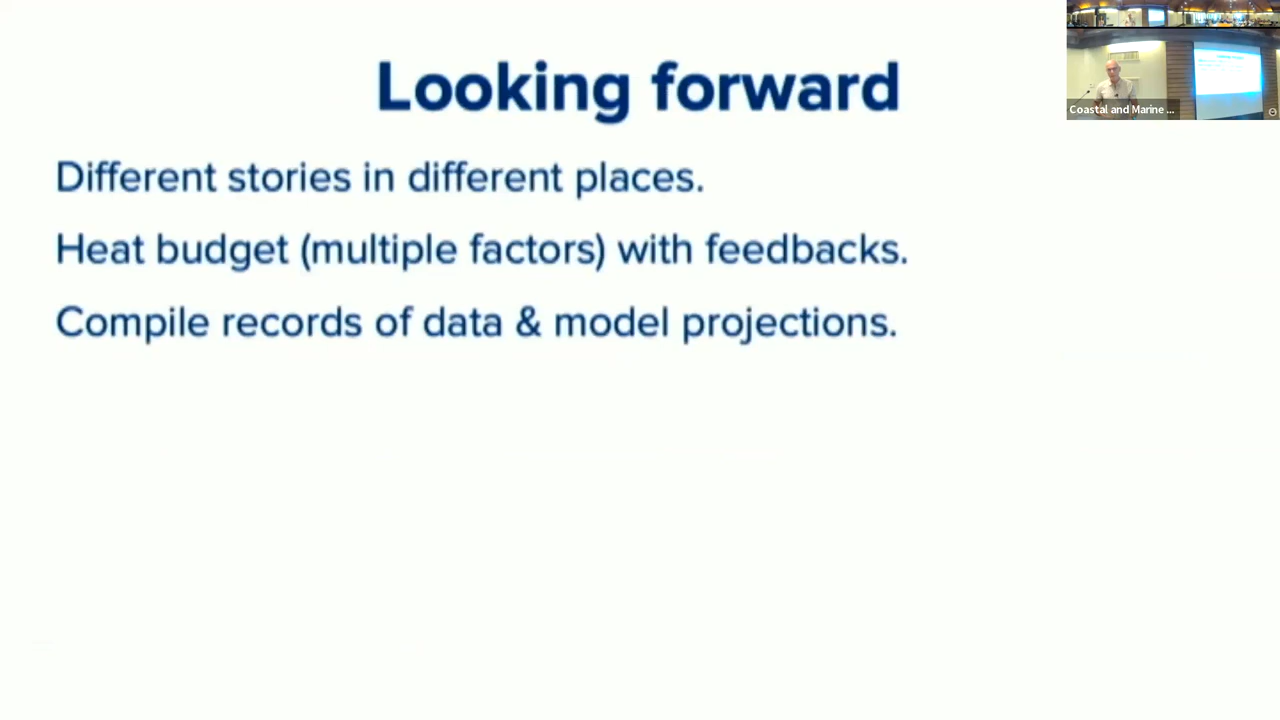 Looking forward
Different stories in different places.
Heat budget (multiple factors) with feedbacks.
Compile records of data & model projections.
Coastal and Marine ...